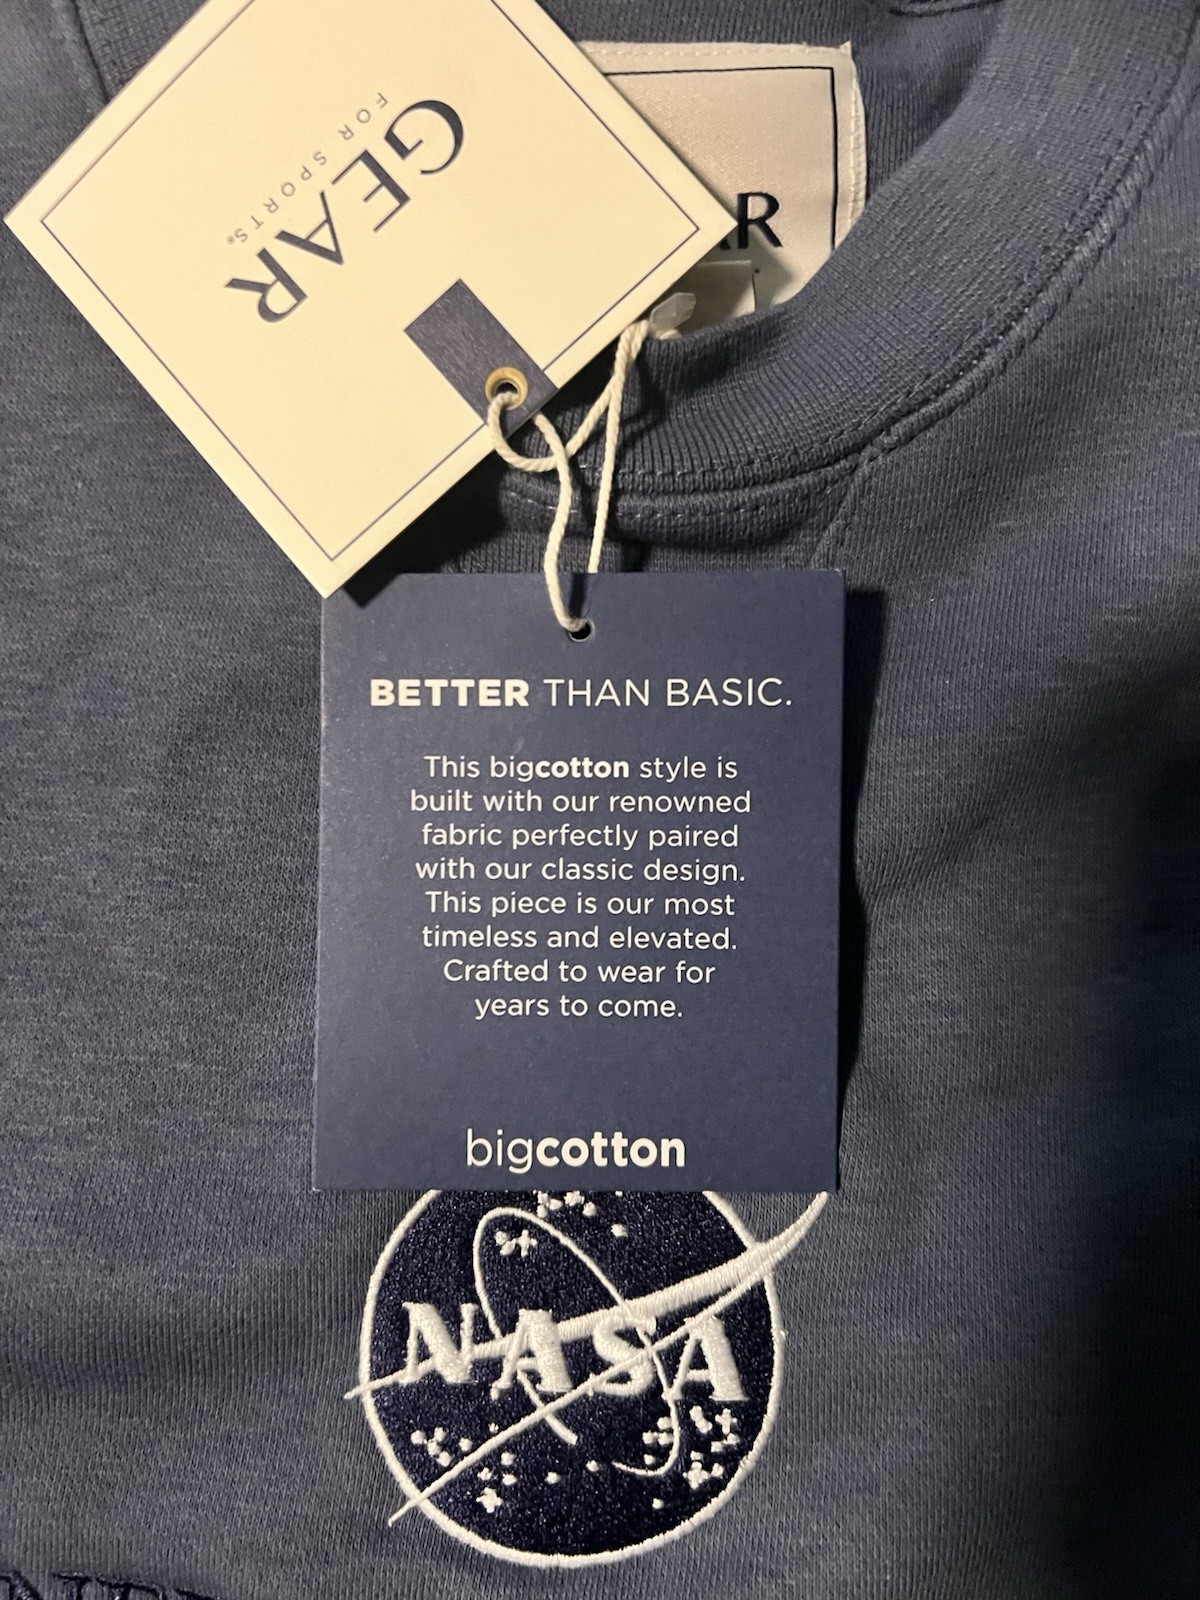 GEAR
FOR SPORTS®
AR
BETTER THAN BASIC.
This bigcotton style is
built with our renowned
fabric perfectly paired
with our classic design.
This piece is our most
timeless and elevated.
Crafted to wear for
years to come.
bigcotton
NASA